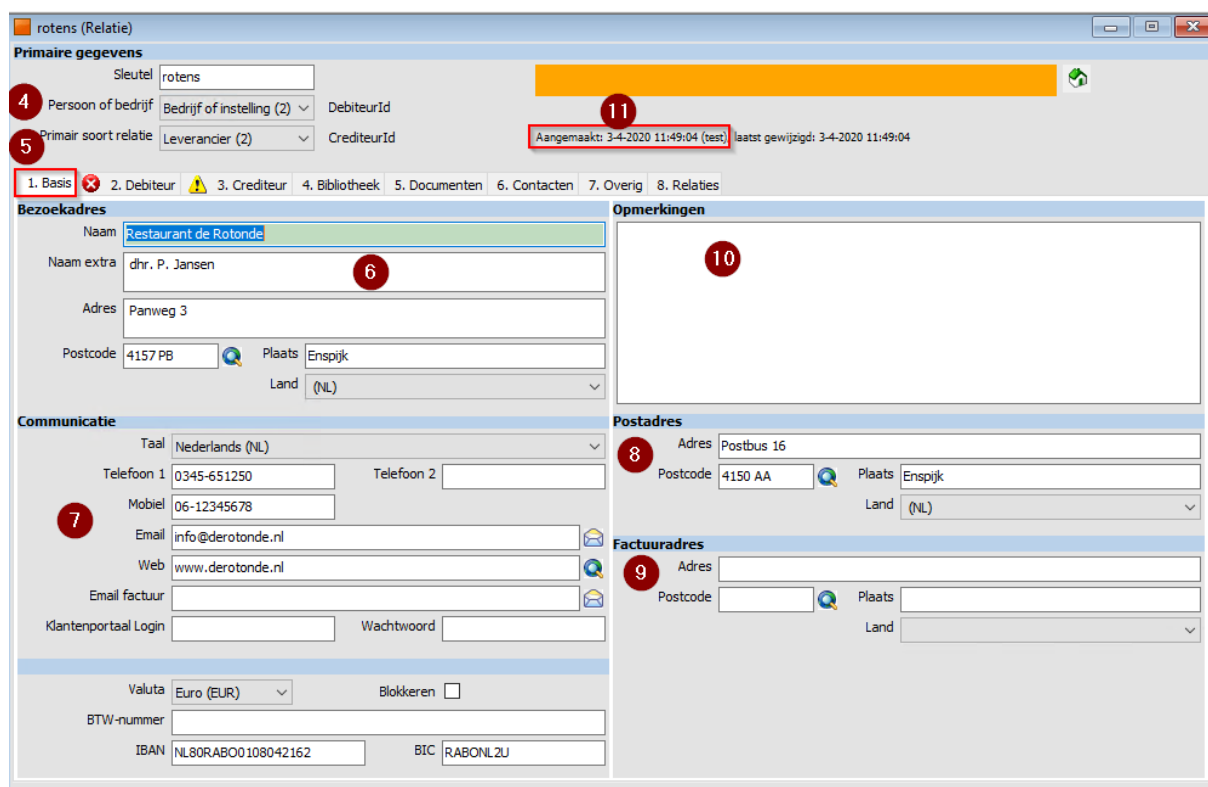 rotens (Relatie)
Primaire gegevens
Sleutel rotens
4 Persoon of bedrijf Bedrijf of instelling (2) DebiteurId
11
5 Primair soort relatie Leverancier (2) CrediteurId Aangemaakt: 3-4-2020 11:49:04 (test) laatst gewijzigd: 3-4-2020 11:49:04
1. Basis 2. Debiteur 3. Crediteur 4. Bibliotheek 5. Documenten 6. Contacten 7. Overig 8. Relaties
Bezoekadres
Naam Restaurant de Rotonde
Naam extra dhr. P. Jansen
6
Adres Panweg 3
Postcode 4157 PB Plaats Enspijk
Land (NL)
Opmerkingen
10
Communicatie
Taal Nederlands (NL)
Telefoon 1 0345-651250 Telefoon 2
Mobiel 06-12345678
7
Email info@derotonde.nl
Web www.derotonde.nl
Email factuur
Klantenportaal Login Wachtwoord
Valuta Euro (EUR) Blokkeren
BTW-nummer
IBAN NL80RABO0108042162 BIC RABONL2U
Postadres
8
Adres Postbus 16
Postcode 4150 AA Plaats Enspijk
Land (NL)
Factuuradres
9
Adres
Postcode Plaats
Land